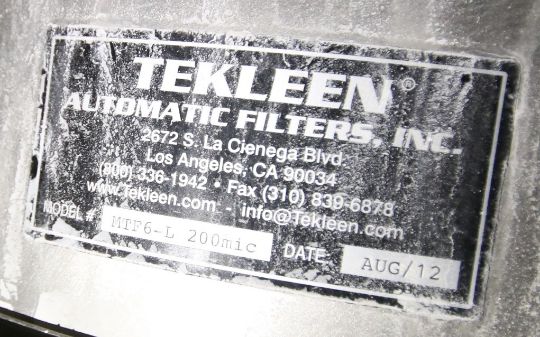 TEKLEEN®
AUTOMATIC FILTERS, INC.
2672 S. La Cienega Blvd.
Los Angeles, CA 90034
(800) 336-1942 • Fax (310) 839-6878
www.Tekleen.com - info@Tekleen.com
MODEL # MTF6-L 200mic DATE AUG/12